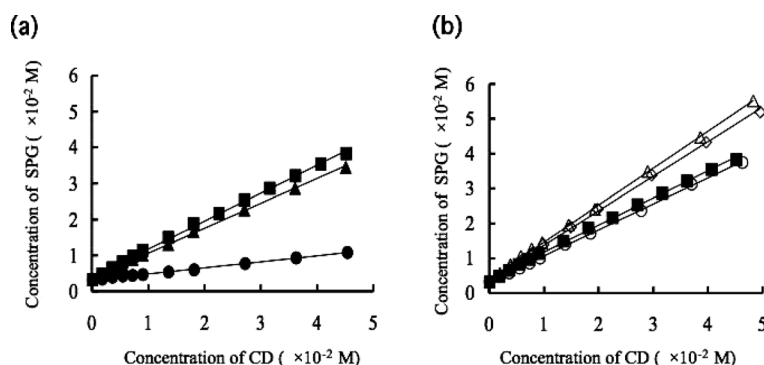 (a)
(b)
Concentration of SPG ( ×10-2 M)
6
5
4
3
2
1
0
0 1 2 3 4 5
Concentration of CD ( ×10-2 M)
Concentration of SPG ( ×10-2 M)
6
5
4
3
2
1
0
0 1 2 3 4 5
Concentration of CD ( ×10-2 M)